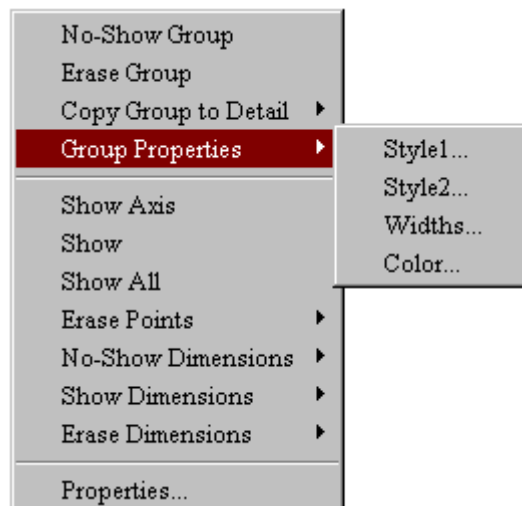 No-Show Group
Erase Group
Copy Group to Detail
Group Properties
Style1...
Style2...
Widths...
Color...
Show Axis
Show
Show All
Erase Points
No-Show Dimensions
Show Dimensions
Erase Dimensions
Properties...